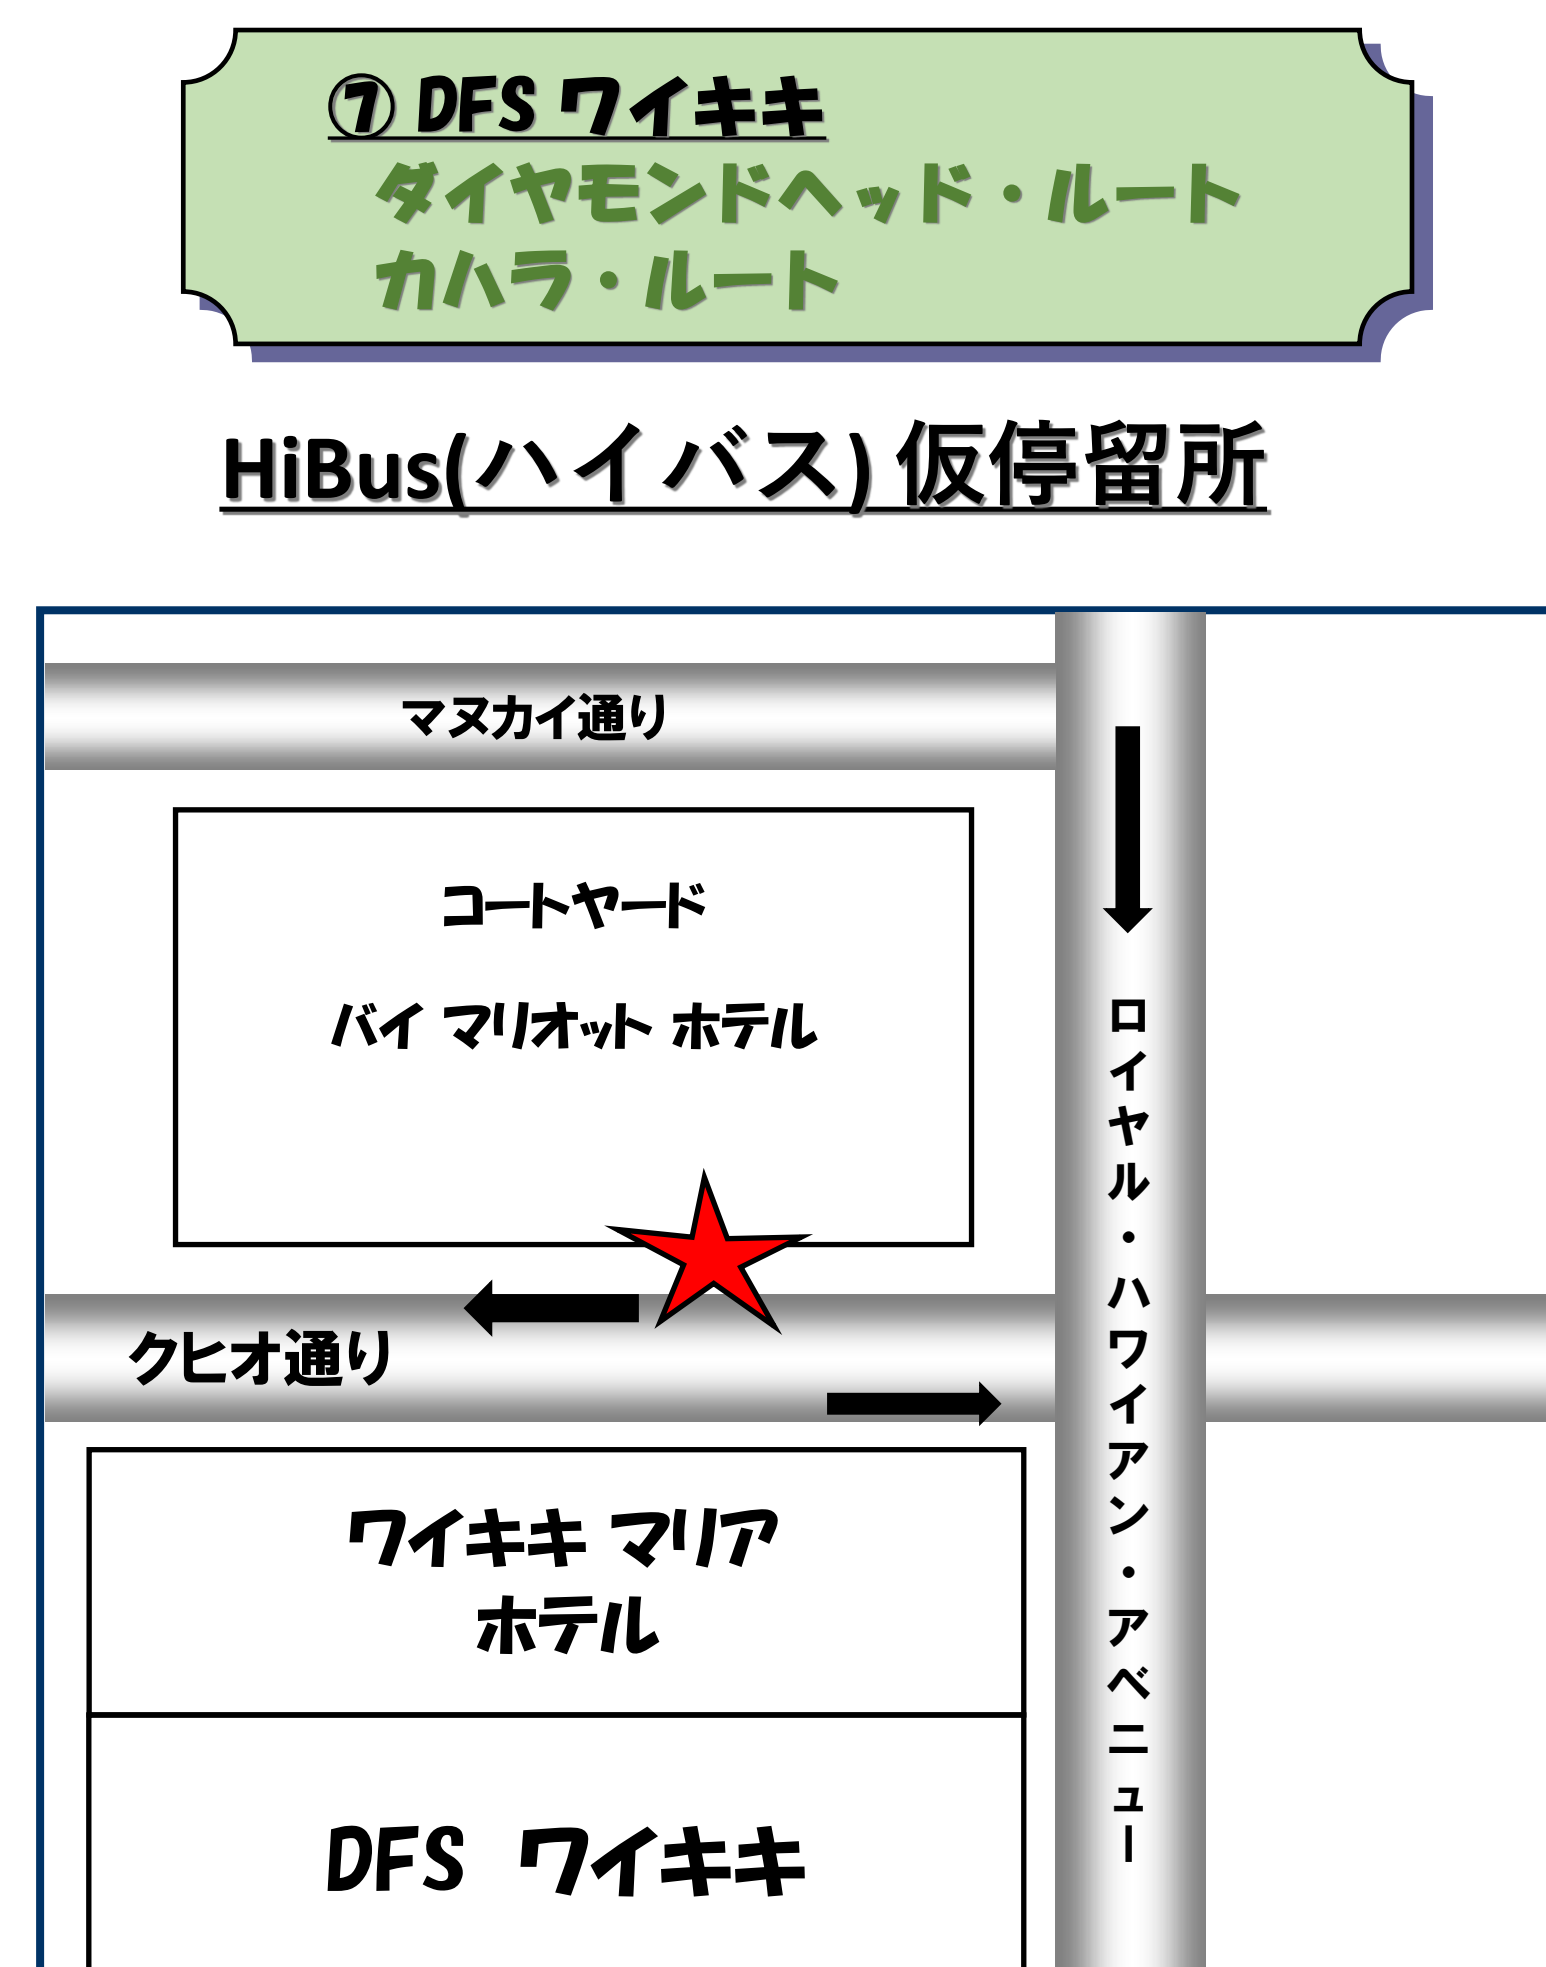 ⑦ DFS ワイキキ
ダイヤモンドヘッド・ルート
カハラ・ルート
HiBus(ハイバス) 仮停留所
マヌカイ通り
コートヤード
バイ マリオット ホテル
ロイヤル・ハワイアン・アベニュー
クヒオ通り
ワイキキ マリア
ホテル
DFS ワイキキ